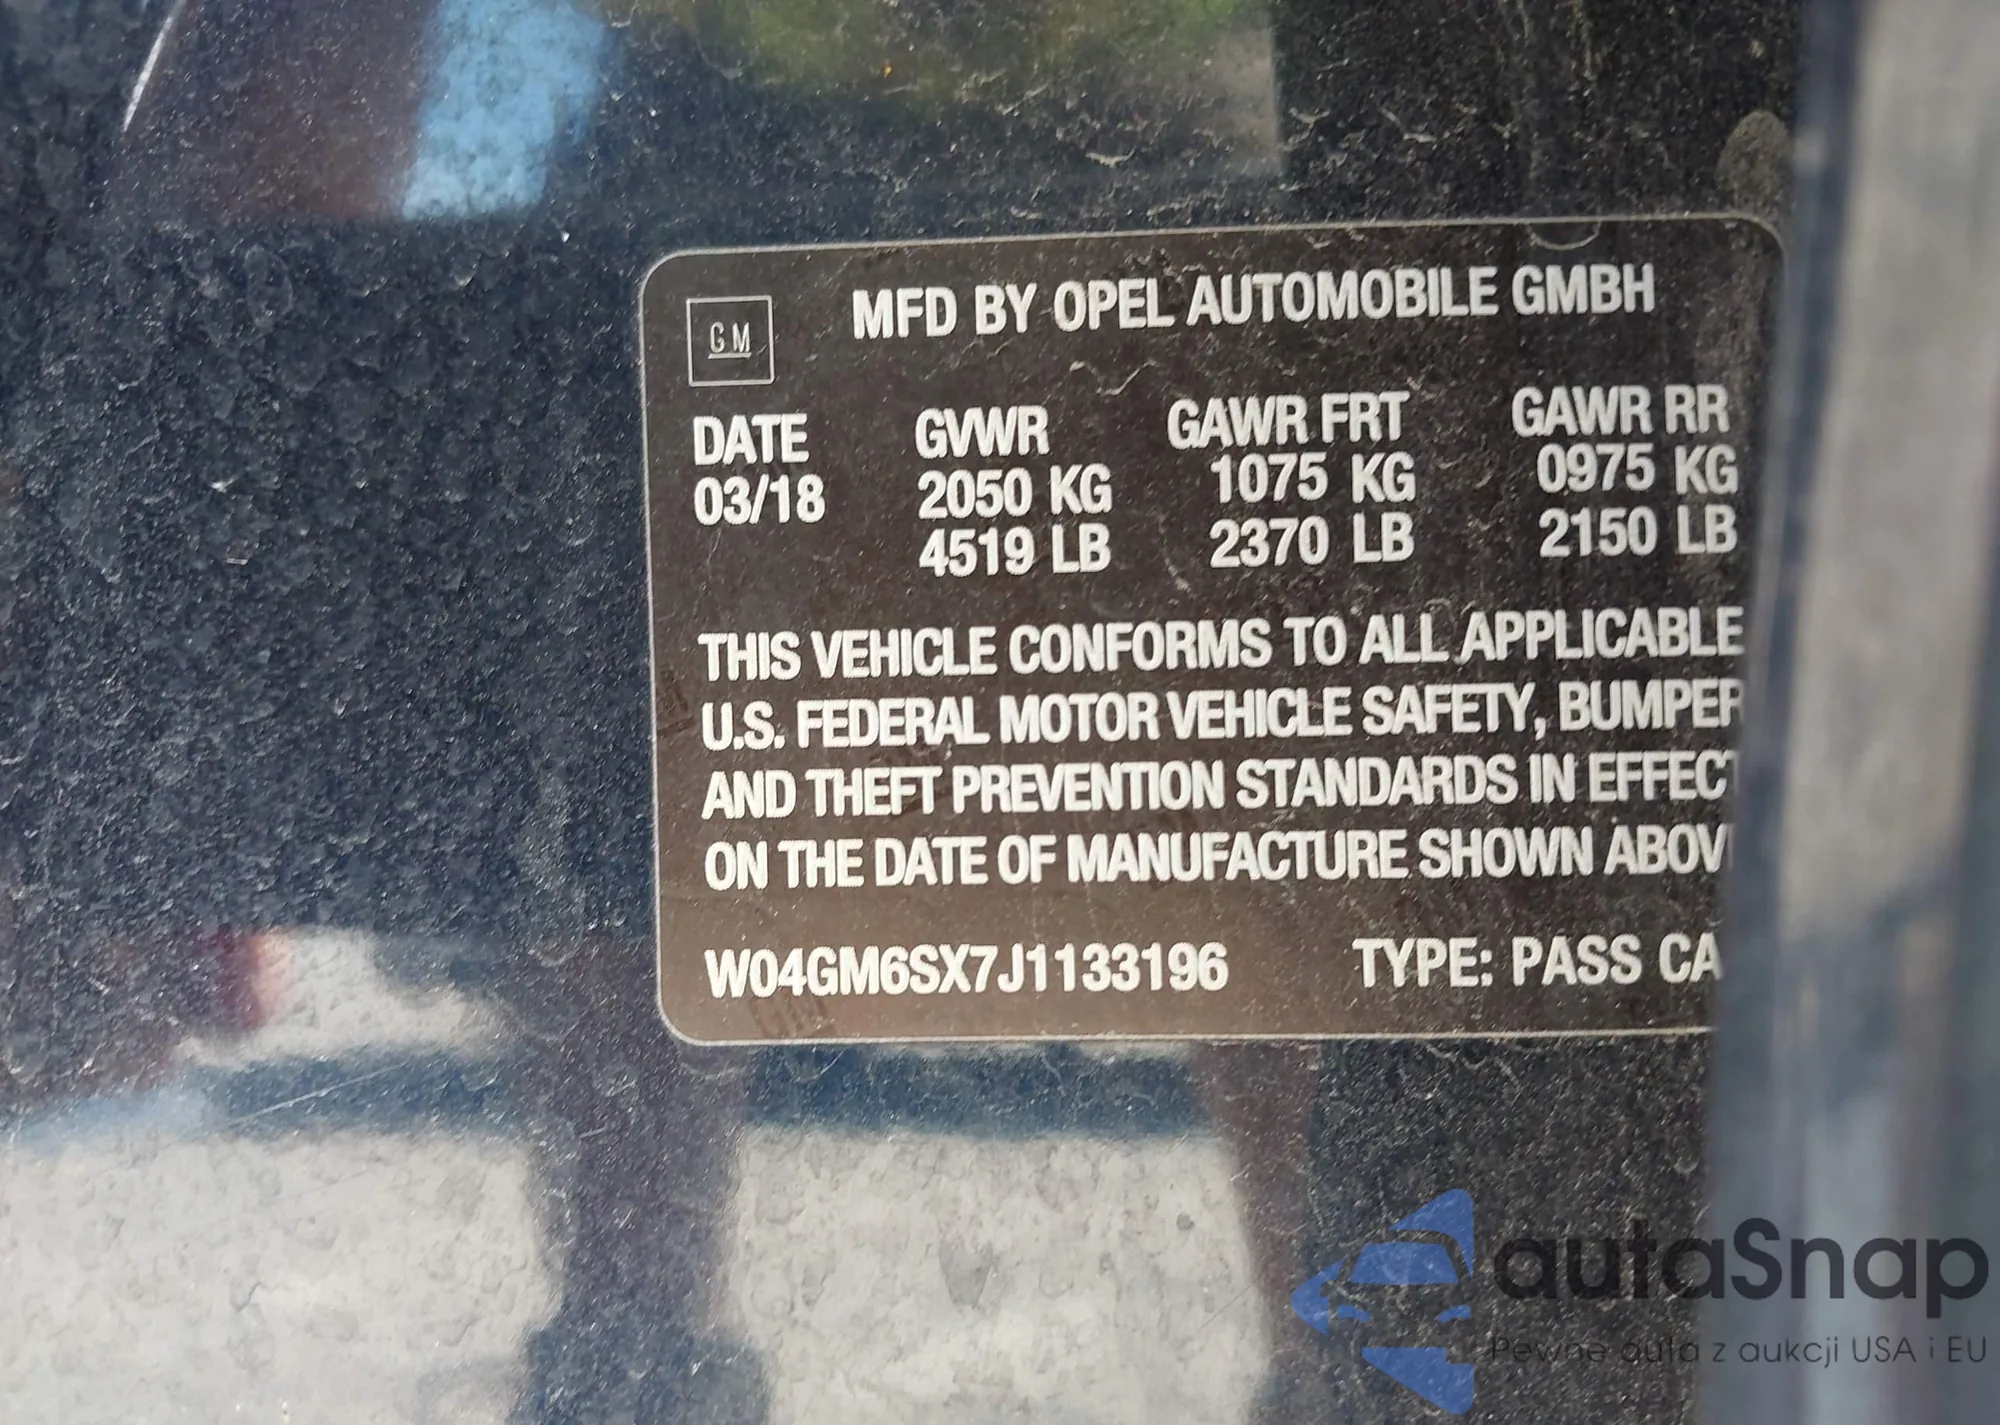 GM
MFD BY OPEL AUTOMOBILE GMBH
DATE GVWR GAWR FRT GAWR RR
03/18 2050 KG 1075 KG 0975 KG
4519 LB 2370 LB 2150 LB
THIS VEHICLE CONFORMS TO ALL APPLICABLE
U.S. FEDERAL MOTOR VEHICLE SAFETY, BUMPER
AND THEFT PREVENTION STANDARDS IN EFFECT
ON THE DATE OF MANUFACTURE SHOWN ABOV
W04GM6SX7J1133196 TYPE: PASS CA
autaSnap
Pewne auta z aukcji USA i EU